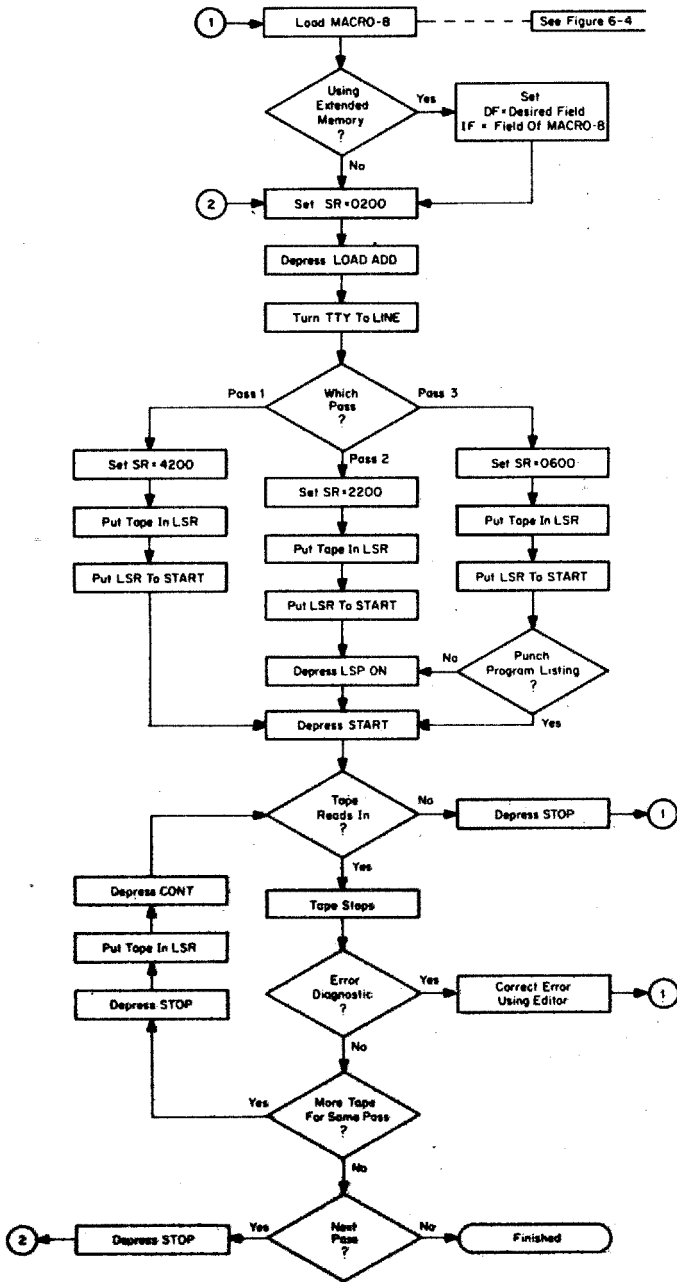 1
Load MACRO-8
See Figure 6-4
Using
Extended
Memory
?
Yes
Set
DF=Desired Field
IF = Field Of MACRO-8
No
2
Set SR=0200
Depress LOAD ADD
Turn TTY To LINE
Which
Pass
?
Pass 1
Pass 3
Pass 2
Set SR=4200
Put Tape In LSR
Put LSR To START
Set SR=2200
Put Tape In LSR
Put LSR To START
Set SR=0600
Put Tape In LSR
Put LSR To START
Punch
Program Listing
?
No
Yes
Depress LSP ON
Depress START
Tape
Reads In
?
No
Depress STOP
1
Yes
Tape Stops
Error
Diagnostic
?
Yes
Correct Error
Using Editor
1
No
More Tape
For Same Pass
?
Yes
Depress STOP
Put Tape In LSR
Depress CONT
No
Next
Pass
?
Yes
Depress STOP
2
No
Finished